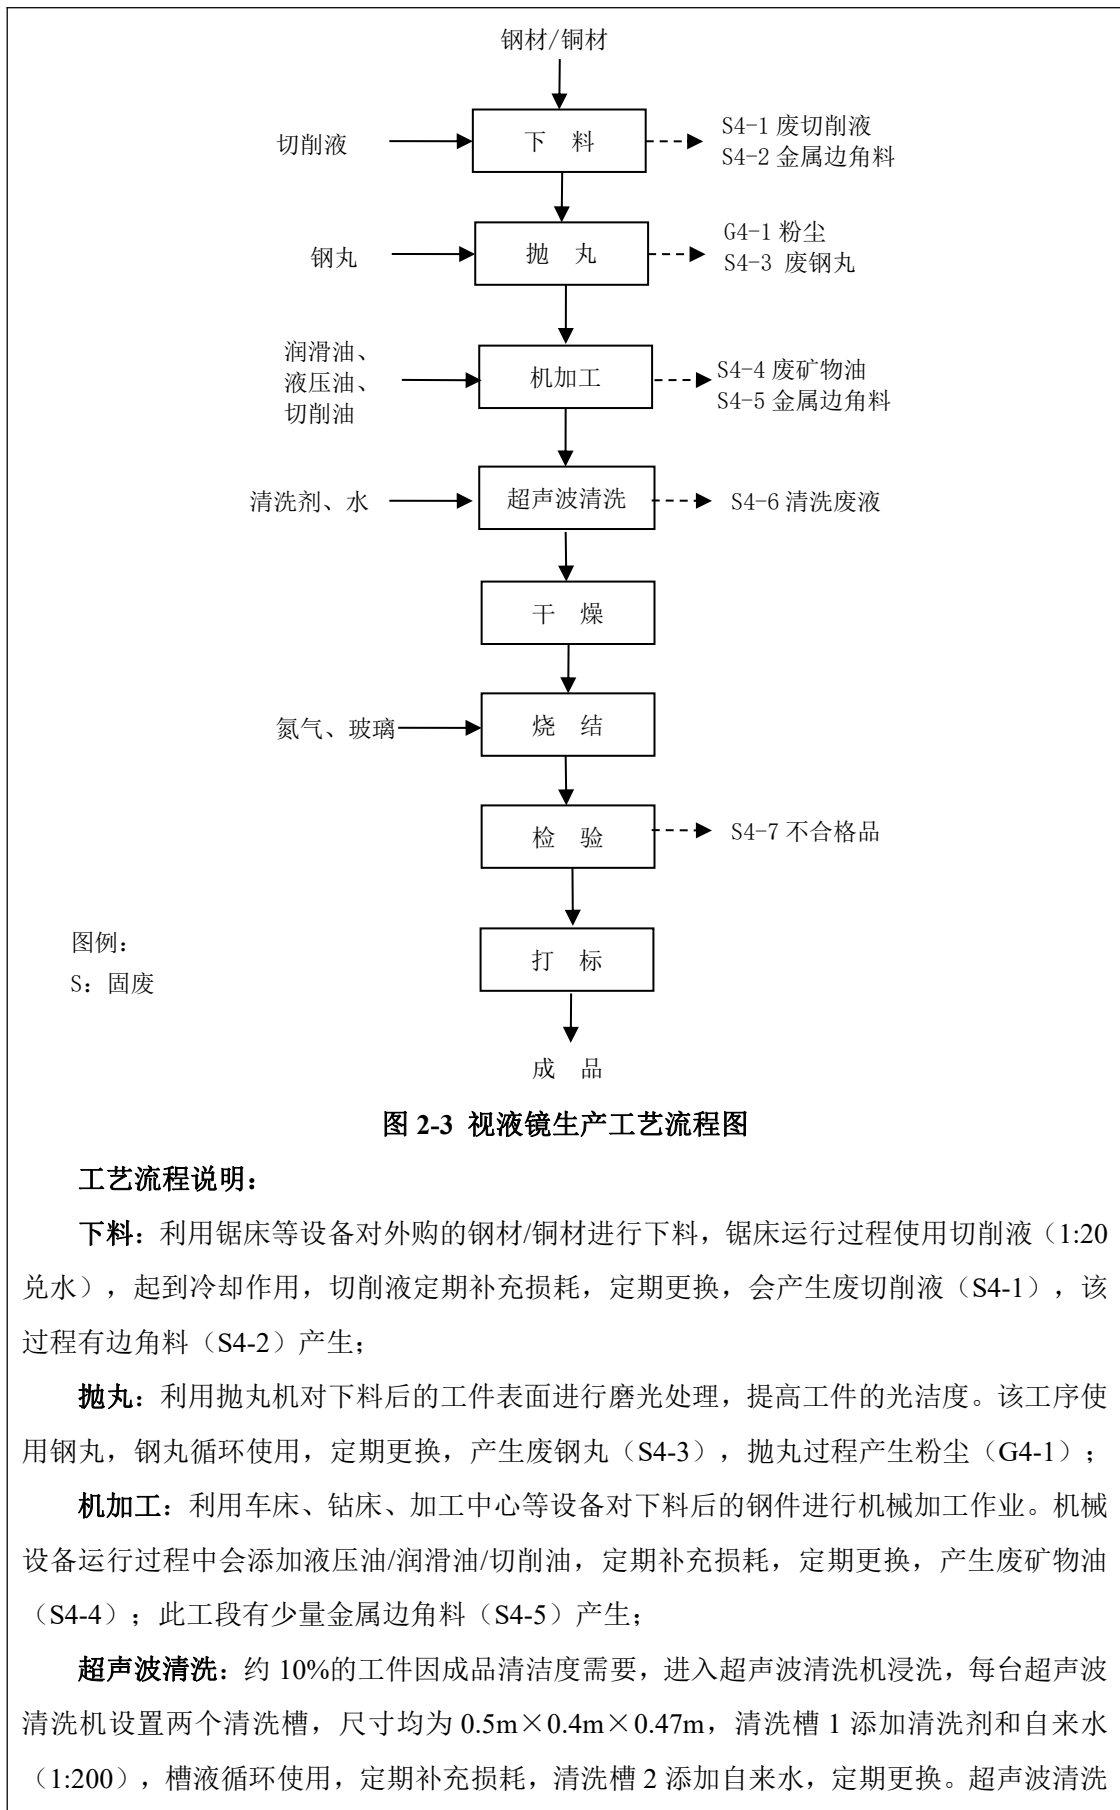 钢材/铜材
切削液
下 料
S4-1 废切削液
S4-2 金属边角料
钢丸
抛 丸
G4-1 粉尘
S4-3 废钢丸
润滑油、
液压油、
切削油
机加工
S4-4 废矿物油
S4-5 金属边角料
清洗剂、水
超声波清洗
S4-6 清洗废液
干 燥
氮气、玻璃
烧 结
检 验
S4-7 不合格品
打 标
图例：
S：固废
成 品
图 2-3 视液镜生产工艺流程图
工艺流程说明：
下料：利用锯床等设备对外购的钢材/铜材进行下料，锯床运行过程使用切削液（1:20
兑水），起到冷却作用，切削液定期补充损耗，定期更换，会产生废切削液（S4-1），该
过程有边角料（S4-2）产生；
抛丸：利用抛丸机对下料后的工件表面进行磨光处理，提高工件的光洁度。该工序使
用钢丸，钢丸循环使用，定期更换，产生废钢丸（S4-3），抛丸过程产生粉尘（G4-1）；
机加工：利用车床、钻床、加工中心等设备对下料后的钢件进行机械加工作业。机械
设备运行过程中会添加液压油/润滑油/切削油，定期补充损耗，定期更换，产生废矿物油
（S4-4）；此工段有少量金属边角料（S4-5）产生；
超声波清洗：约 10%的工件因成品清洁度需要，进入超声波清洗机浸洗，每台超声波
清洗机设置两个清洗槽，尺寸均为 0.5m×0.4m×0.47m，清洗槽 1 添加清洗剂和自来水
（1:200），槽液循环使用，定期补充损耗，清洗槽 2 添加自来水，定期更换。超声波清洗